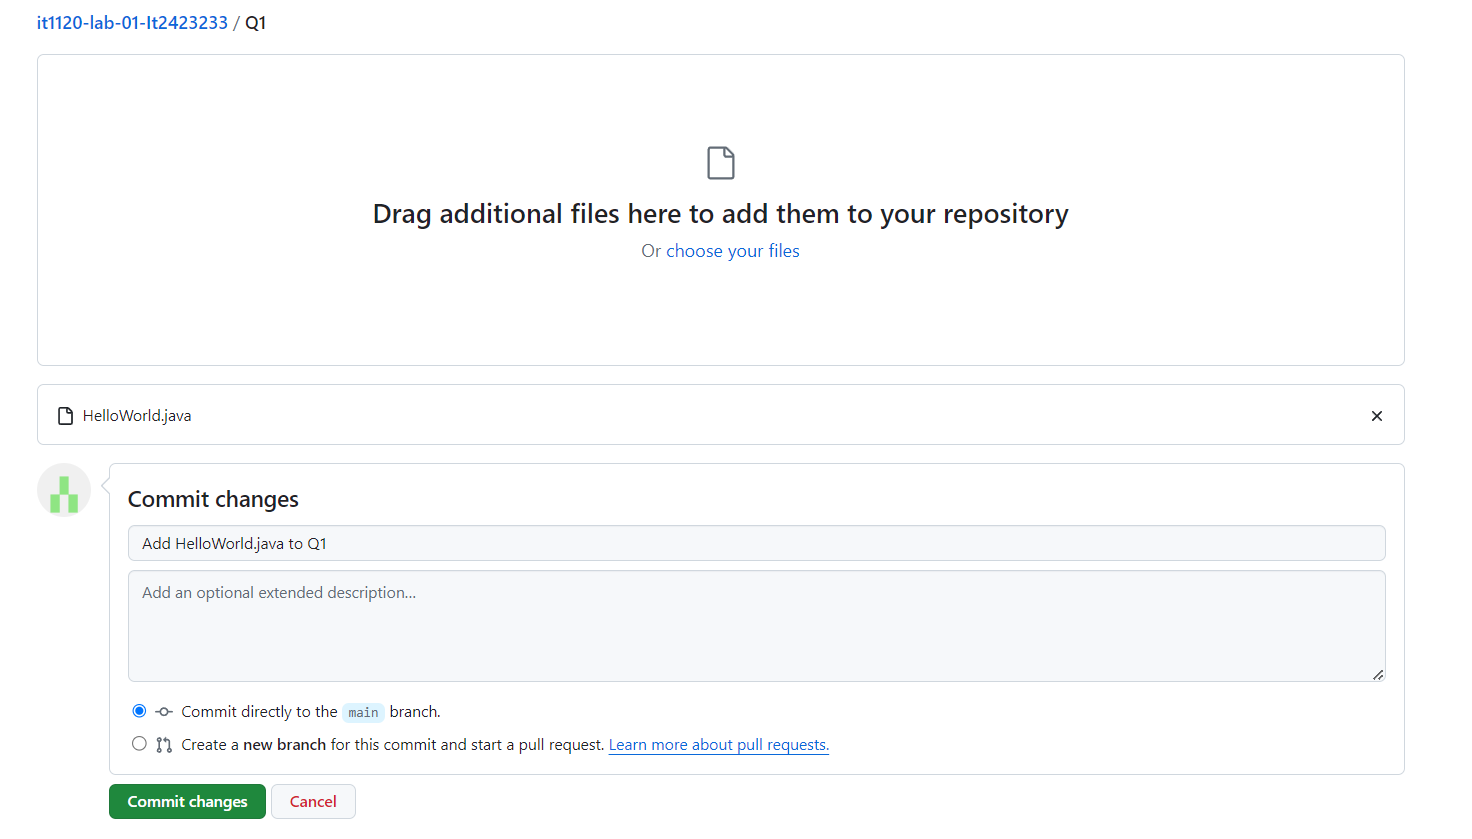 it1120-lab-01-It2423233 / Q1
Drag additional files here to add them to your repository
Or choose your files
HelloWorld.java
Commit changes
Add HelloWorld.java to Q1
Add an optional extended description...
Commit directly to the main branch.
Create a new branch for this commit and start a pull request. Learn more about pull requests.
Commit changes Cancel